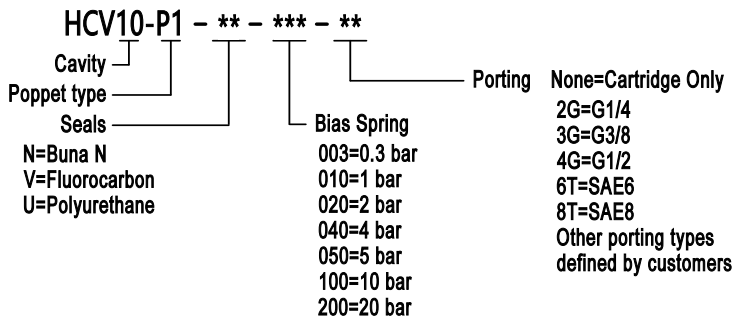 HCV10-P1 - ** - *** - **
Cavity
Poppet type
Seals
N=Buna N
V=Fluorocarbon
U=Polyurethane
Bias Spring
003=0.3 bar
010=1 bar
020=2 bar
040=4 bar
050=5 bar
100=10 bar
200=20 bar
Porting None=Cartridge Only
2G=G1/4
3G=G3/8
4G=G1/2
6T=SAE6
8T=SAE8
Other porting types
defined by customers